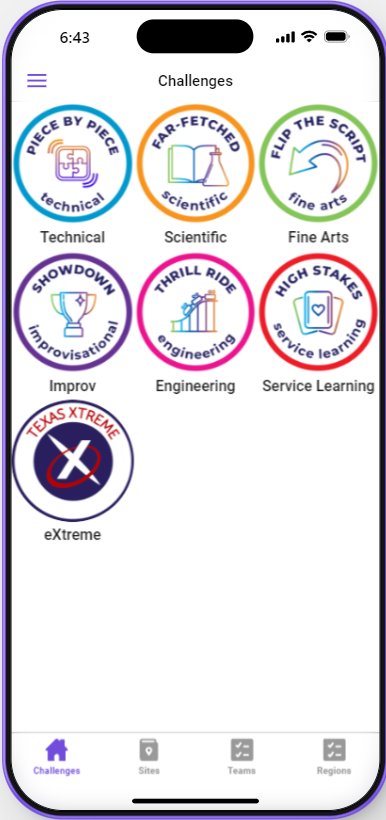 6:43
Challenges
PIECE BY PIECE
technical
FAR-FETCHED
scientific
FLIP THE SCRIPT
fine arts
Technical
Scientific
Fine Arts
SHOWDOWN
improvisational
THRILL RIDE
engineering
HIGH STAKES
service learning
Improv
Engineering
Service Learning
TEXAS XTREME
X
eXtreme
Challenges
Sites
Teams
Regions